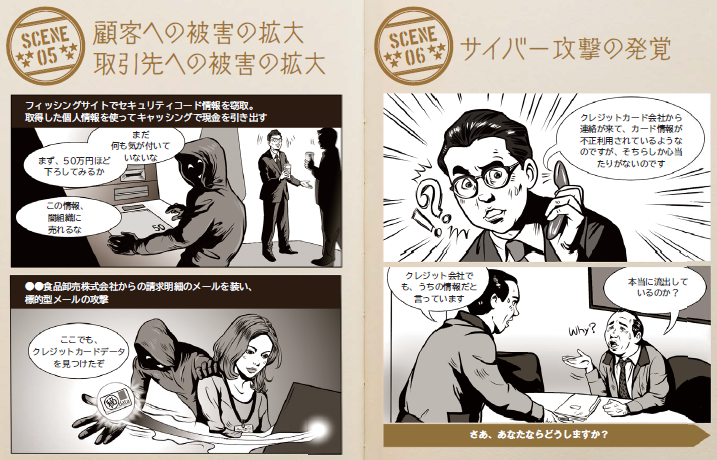 SCENE
05
顧客への被害の拡大
取引先への被害の拡大
フィッシングサイトでセキュリティコード情報を窃取。
取得した個人情報を使ってキャッシングで現金を引き出す
まだ
何も気が付いて
いないな
まず、50万円ほど
下ろしてみるか
この情報、
闇組織に
売れるな
50
●●食品卸売株式会社からの請求明細のメールを装い、
標的型メールの攻撃
ここでも、
クレジットカードデータ
を見つけたぞ
SCENE
06
サイバー攻撃の発覚
クレジットカード会社から
連絡が来て、カード情報が
不正利用されているような
のですが、そちらしか心当
たりがないのです
!?
クレジット会社で
も、うちの情報だと
言っています
本当に流出して
いるのか？
Why?
さあ、あなたならどうしますか？